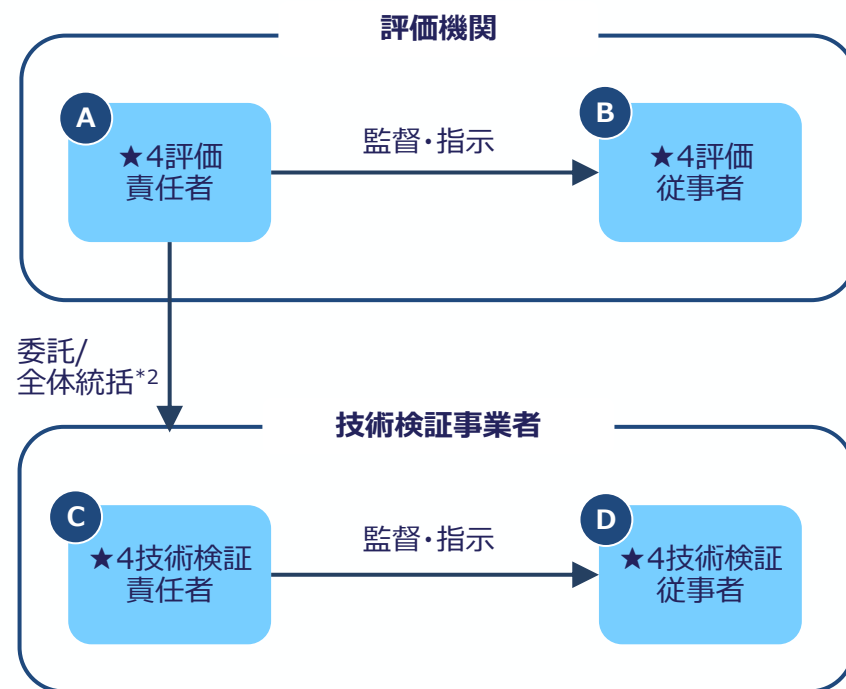 評価機関
A
★4評価
責任者
監督・指示
B
★4評価
従事者
委託/
全体統括*2
技術検証事業者
C
★4技術検証
責任者
監督・指示
D
★4技術検証
従事者